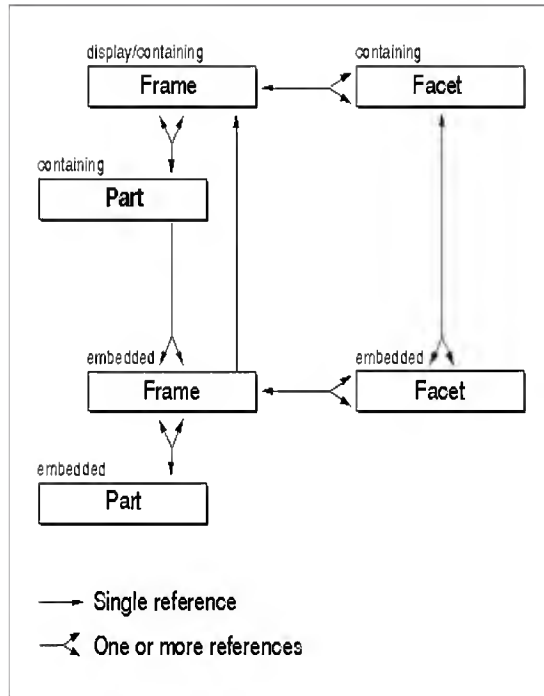 display/containing
containing
Frame
Facet
containing
Part
embedded
embedded
Frame
Facet
embedded
Part
Single reference
One or more references